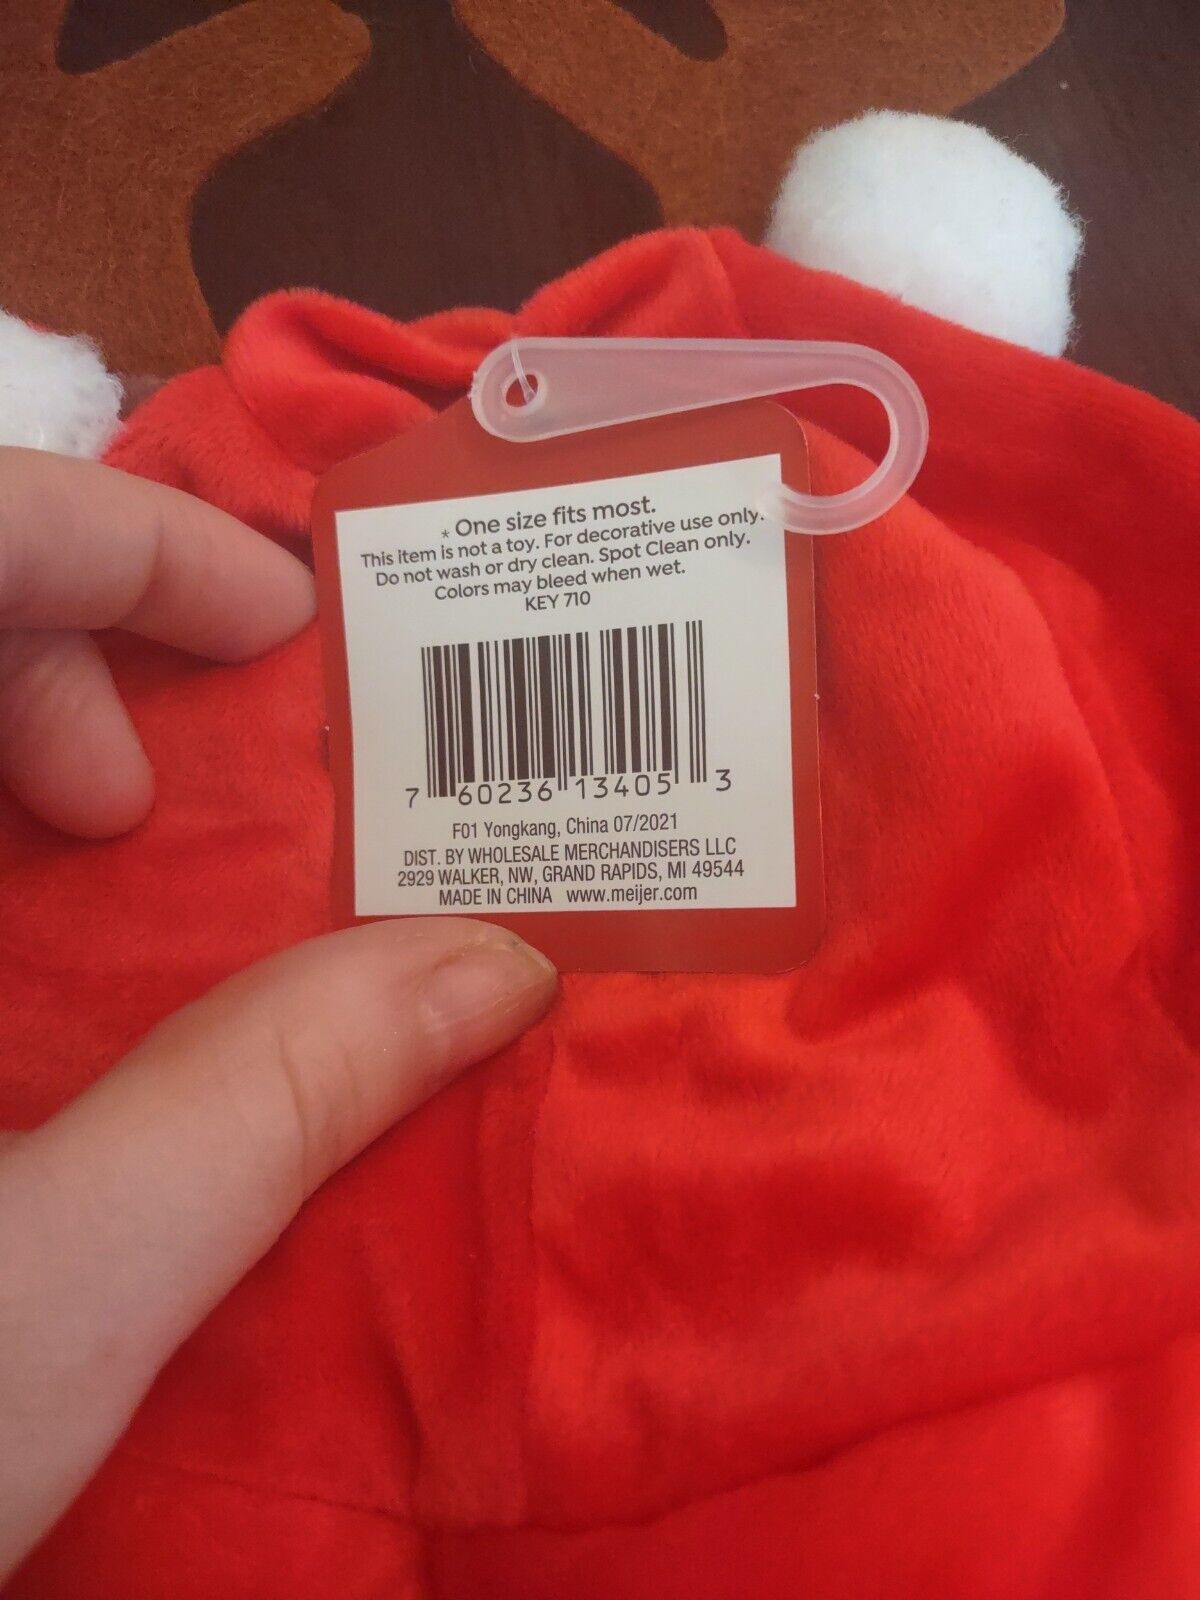 * One size fits most.
This item is not a toy. For decorative use only.
Do not wash or dry clean. Spot Clean only.
Colors may bleed when wet.
KEY 710
7 60236 13405 3
F01 Yongkang, China 07/2021
DIST. BY WHOLESALE MERCHANDISERS LLC
2929 WALKER, NW, GRAND RAPIDS, MI 49544
MADE IN CHINA www.meijer.com